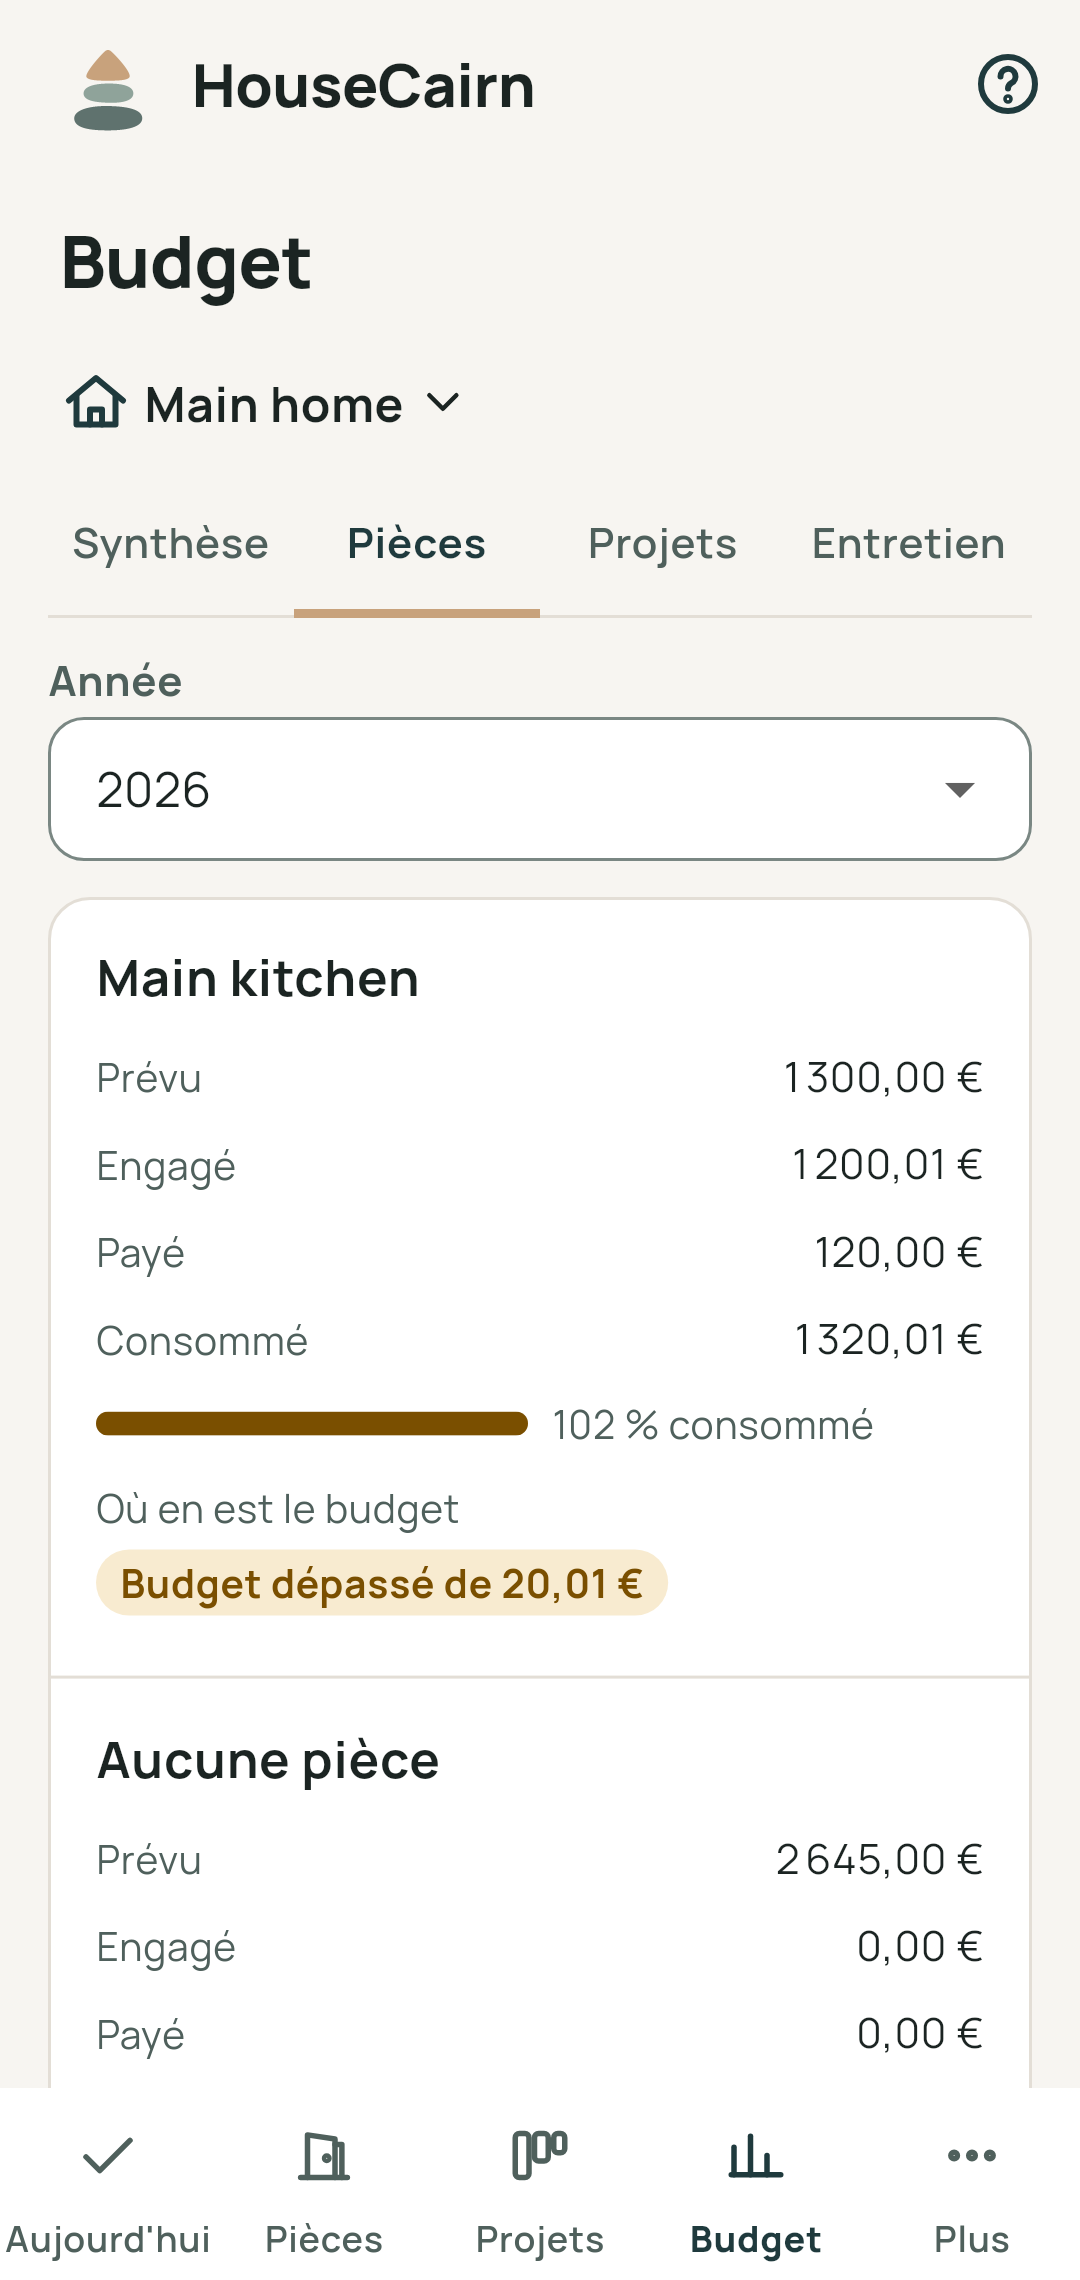 HouseCairn
Budget
Main home
Synthèse Pièces Projets Entretien
Année
2026
Main kitchen
Prévu 1 300,00 €
Engagé 1 200,01 €
Payé 120,00 €
Consommé 1 320,01 €
102 % consommé
Où en est le budget
Budget dépassé de 20,01 €
Aucune pièce
Prévu 2 645,00 €
Engagé 0,00 €
Payé 0,00 €
Aujourd'hui Pièces Projets Budget Plus